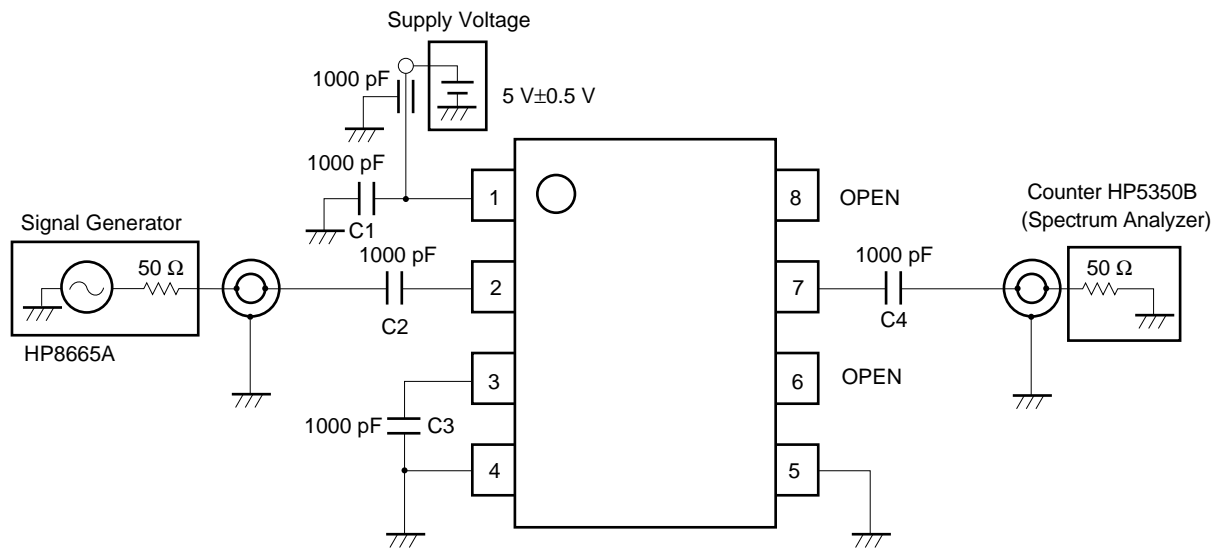 Supply Voltage
1000 pF
5 V±0.5 V
1000 pF
C1
1
8
OPEN
Counter HP5350B
(Spectrum Analyzer)
Signal Generator
50 Ω
HP8665A
1000 pF
C2
2
7
1000 pF
C4
50 Ω
3
6
OPEN
1000 pF
C3
4
5